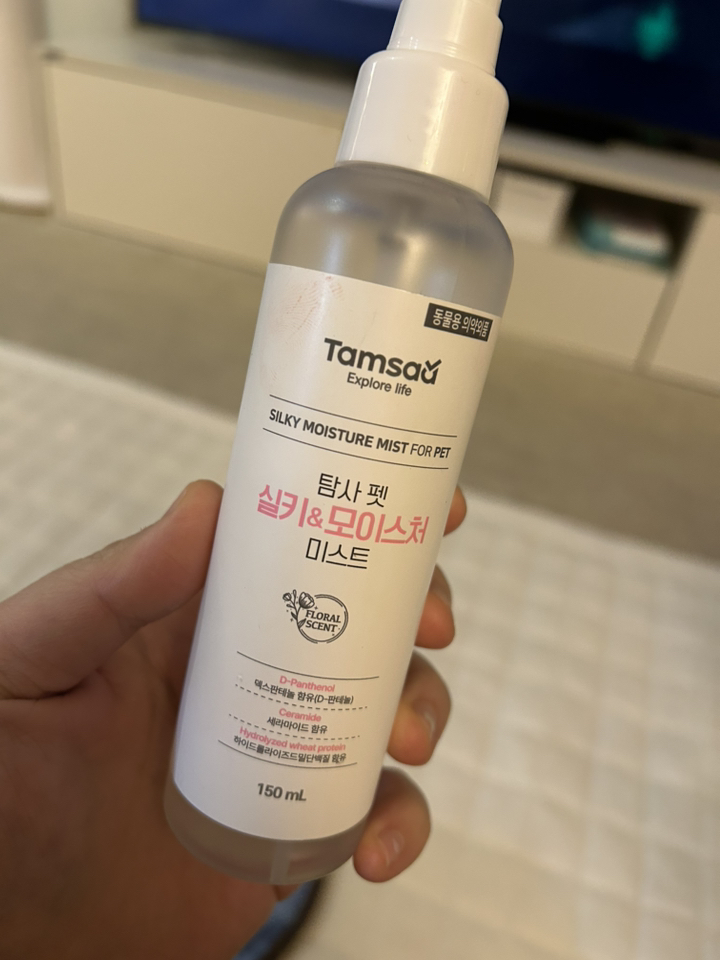 동물용 의약외품
Tamsaa
Explore life
SILKY MOISTURE MIST FOR PET
탐사 펫
실키&모이스처
미스트
FLORAL
SCENT
D-Panthenol
덱스판테놀 함유(D-판테놀)
Ceramide
세라마이드 함유
Hydrolyzed wheat protein
하이드롤라이즈드밀단백질 함유
150 mL